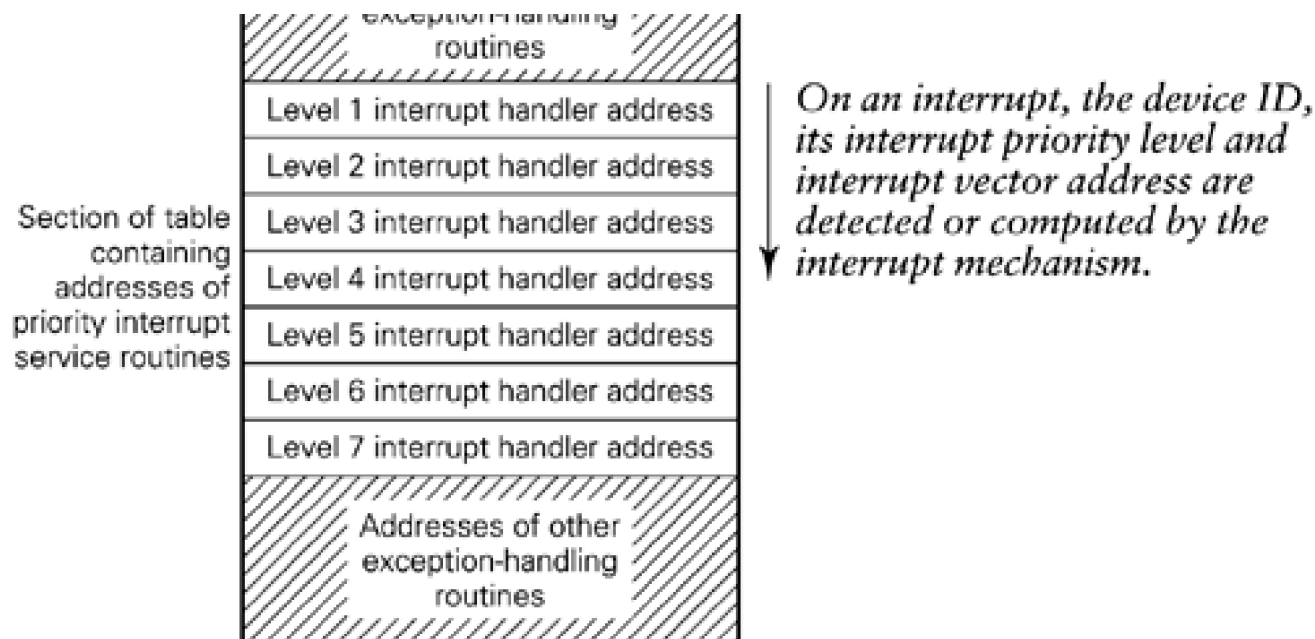 exception-handling
routines
Level 1 interrupt handler address
Level 2 interrupt handler address
Level 3 interrupt handler address
Level 4 interrupt handler address
Level 5 interrupt handler address
Level 6 interrupt handler address
Level 7 interrupt handler address
Addresses of other
exception-handling
routines
Section of table
containing
addresses of
priority interrupt
service routines
On an interrupt, the device ID,
its interrupt priority level and
interrupt vector address are
detected or computed by the
interrupt mechanism.